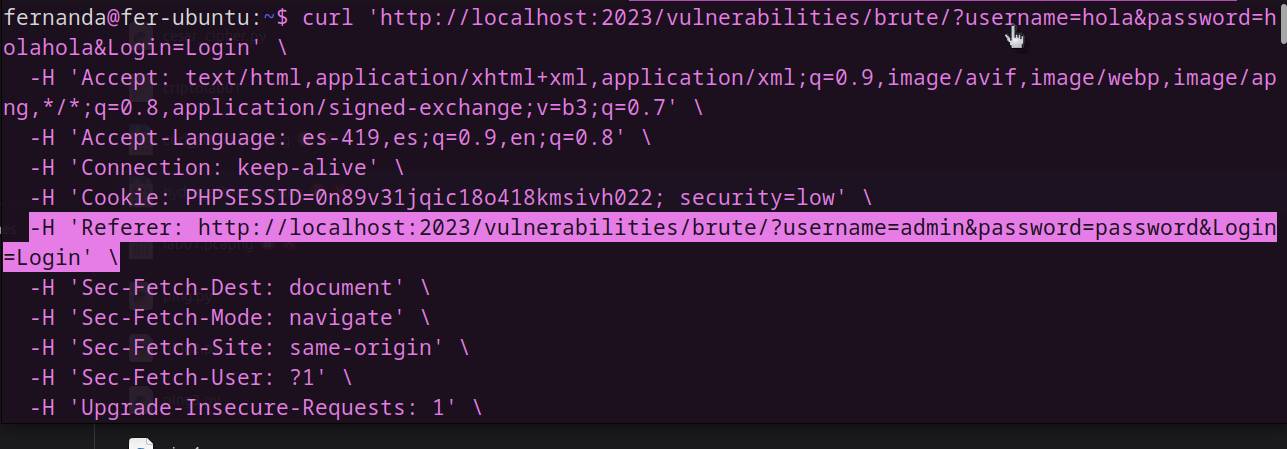 fernanda@fer-ubuntu:~$ curl 'http://localhost:2023/vulnerabilities/brute/?username=hola&password=h
olahola&Login=Login' \
  -H 'Accept: text/html,application/xhtml+xml,application/xml;q=0.9,image/avif,image/webp,image/ap
ng,*/*;q=0.8,application/signed-exchange;v=b3;q=0.7' \
  -H 'Accept-Language: es-419,es;q=0.9,en;q=0.8' \
  -H 'Connection: keep-alive' \
  -H 'Cookie: PHPSESSID=0n89v31jqic18o418kmsivh022; security=low' \
  -H 'Referer: http://localhost:2023/vulnerabilities/brute/?username=admin&password=password&Login
=Login' \
  -H 'Sec-Fetch-Dest: document' \
  -H 'Sec-Fetch-Mode: navigate' \
  -H 'Sec-Fetch-Site: same-origin' \
  -H 'Sec-Fetch-User: ?1' \
  -H 'Upgrade-Insecure-Requests: 1' \